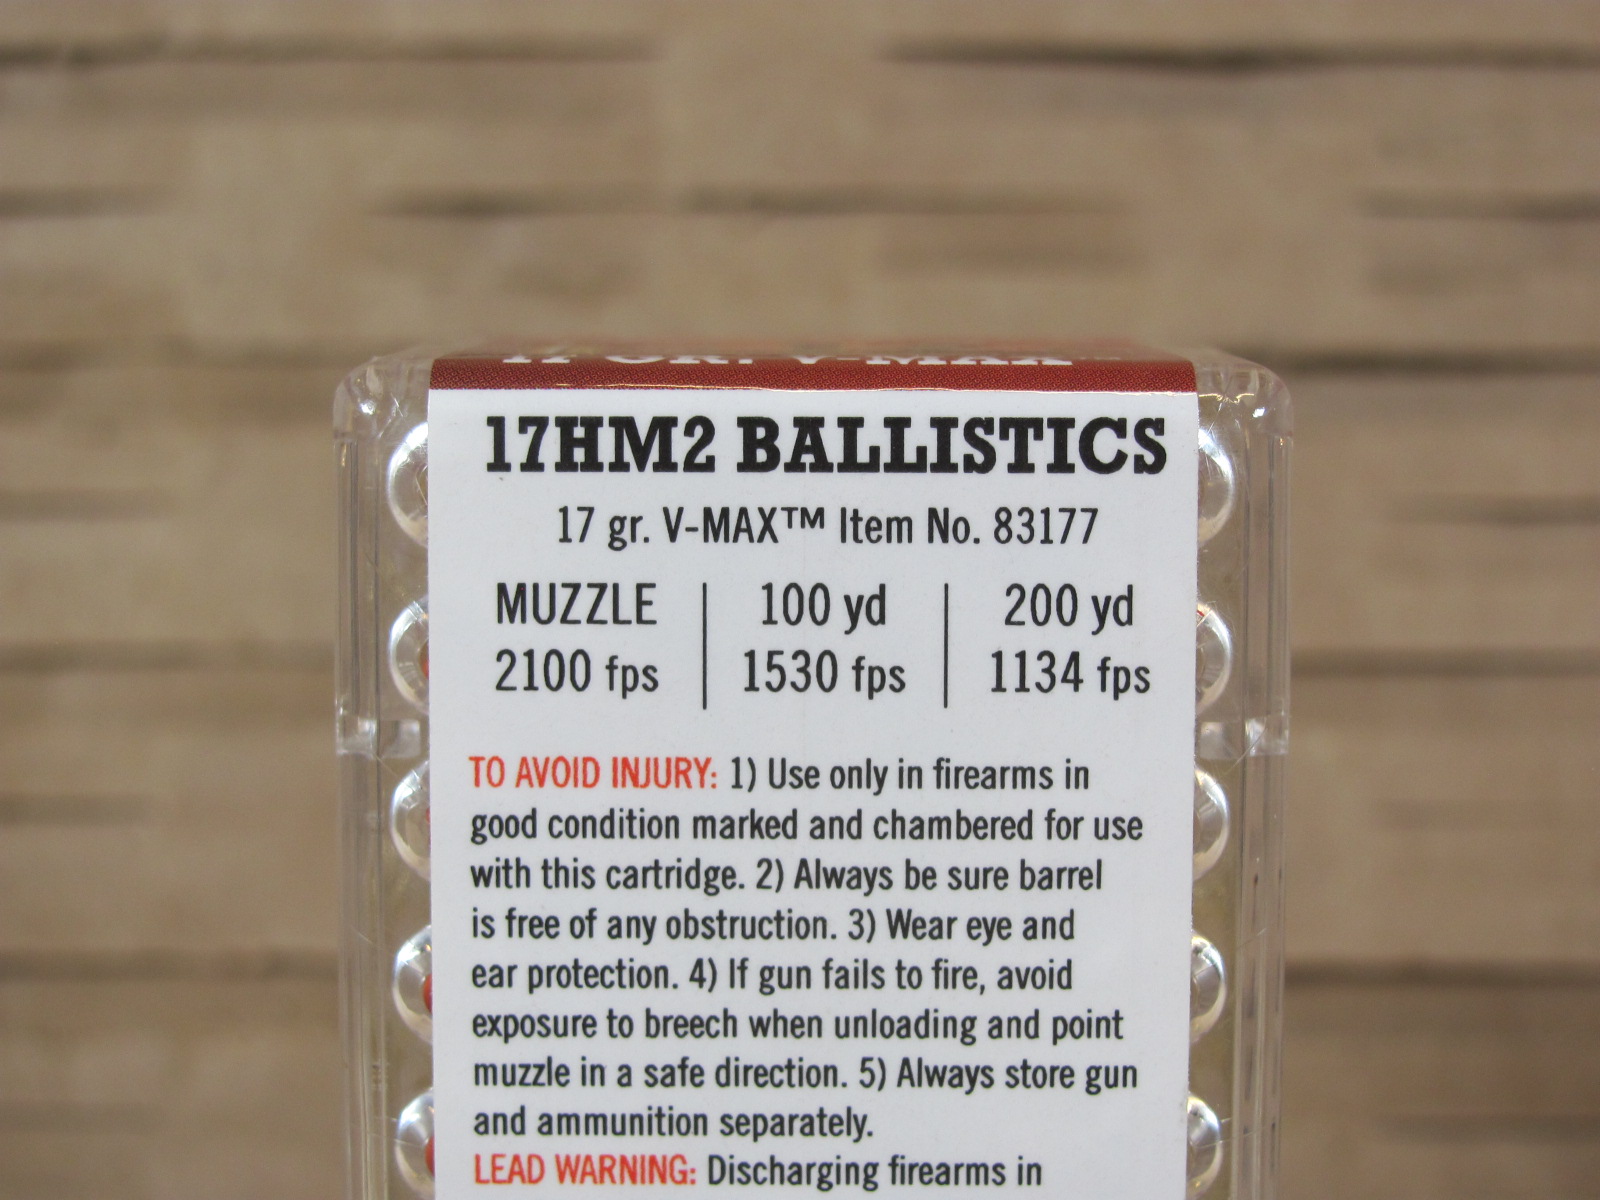 17 GR. V-MAX™
17HM2 BALLISTICS
17 gr. V-MAX™ Item No. 83177
MUZZLE 100 yd 200 yd
2100 fps 1530 fps 1134 fps
TO AVOID INJURY: 1) Use only in firearms in
good condition marked and chambered for use
with this cartridge. 2) Always be sure barrel
is free of any obstruction. 3) Wear eye and
ear protection. 4) If gun fails to fire, avoid
exposure to breech when unloading and point
muzzle in a safe direction. 5) Always store gun
and ammunition separately.
LEAD WARNING: Discharging firearms in